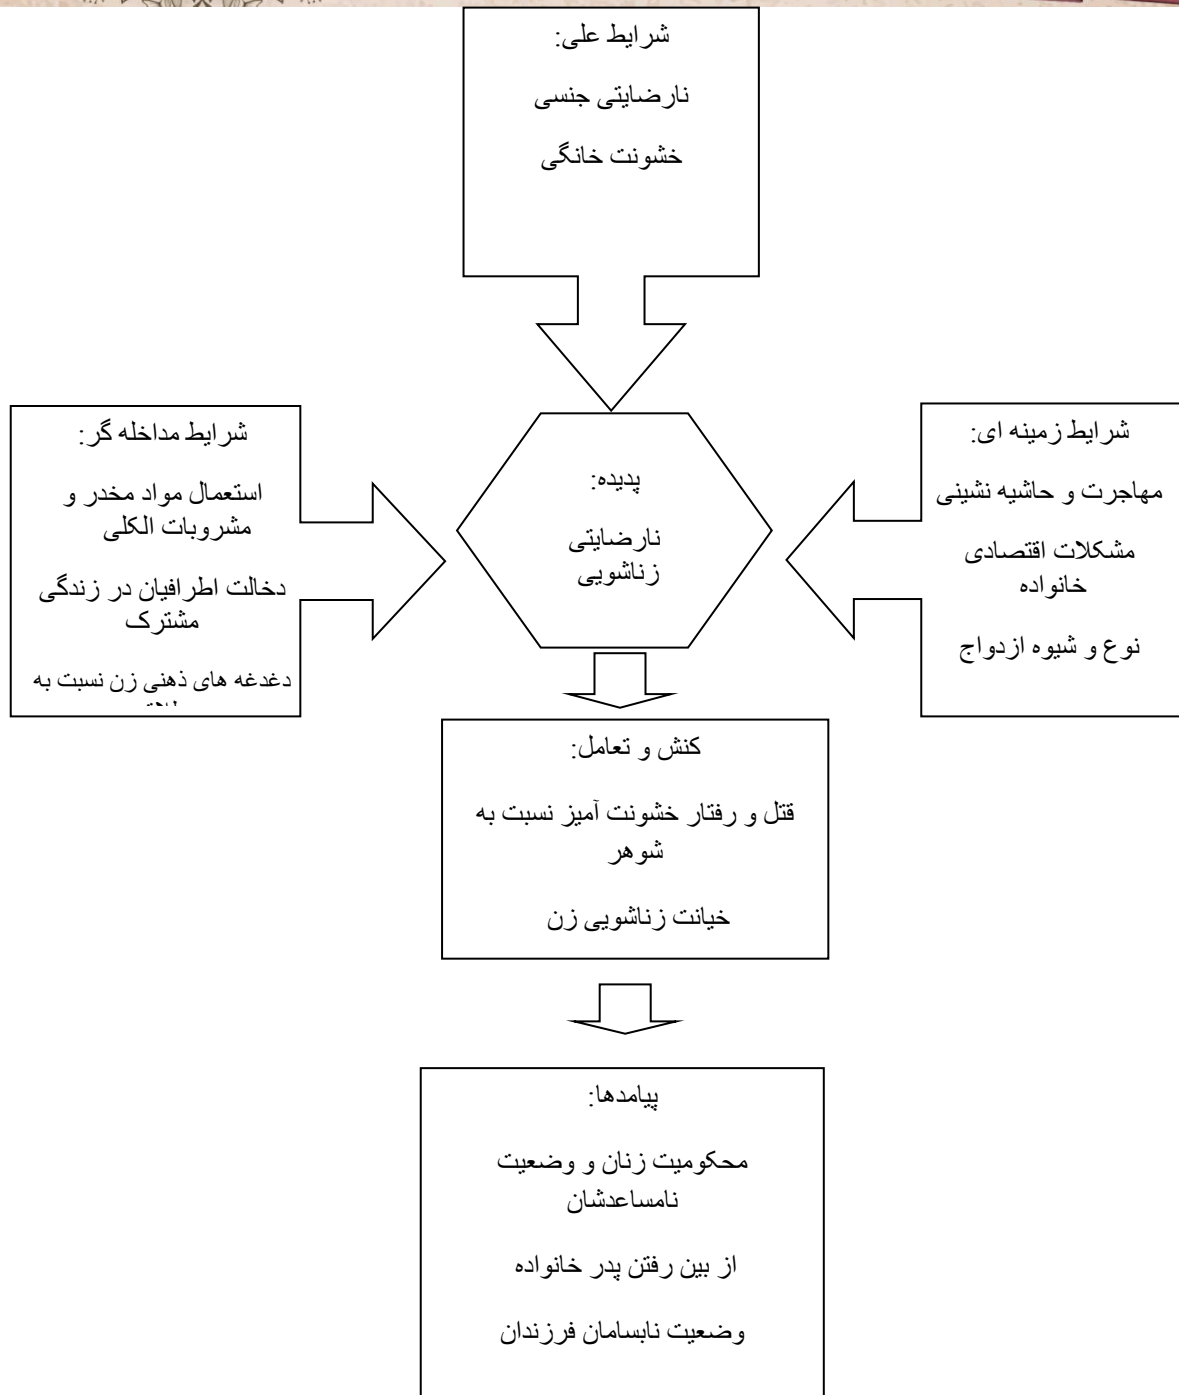 شرایط علی:
نارضایتی جنسی
خشونت خانگی
شرایط زمینه ای:
مهاجرت و حاشیه نشینی
مشکلات اقتصادی
خانواده
نوع و شیوه ازدواج
پدیده:
نارضایتی
زناشویی
شرایط مداخله گر:
استعمال مواد مخدر و
مشروبات الکلی
دخالت اطرافیان در زندگی
مشترک
دغدغه های ذهنی زن نسبت به
کنش و تعامل:
قتل و رفتار خشونت آمیز نسبت به
شوهر
خیانت زناشویی زن
پیامدها:
محکومیت زنان و وضعیت
نامساعدشان
از بین رفتن پدر خانواده
وضعیت نابسامان فرزندان